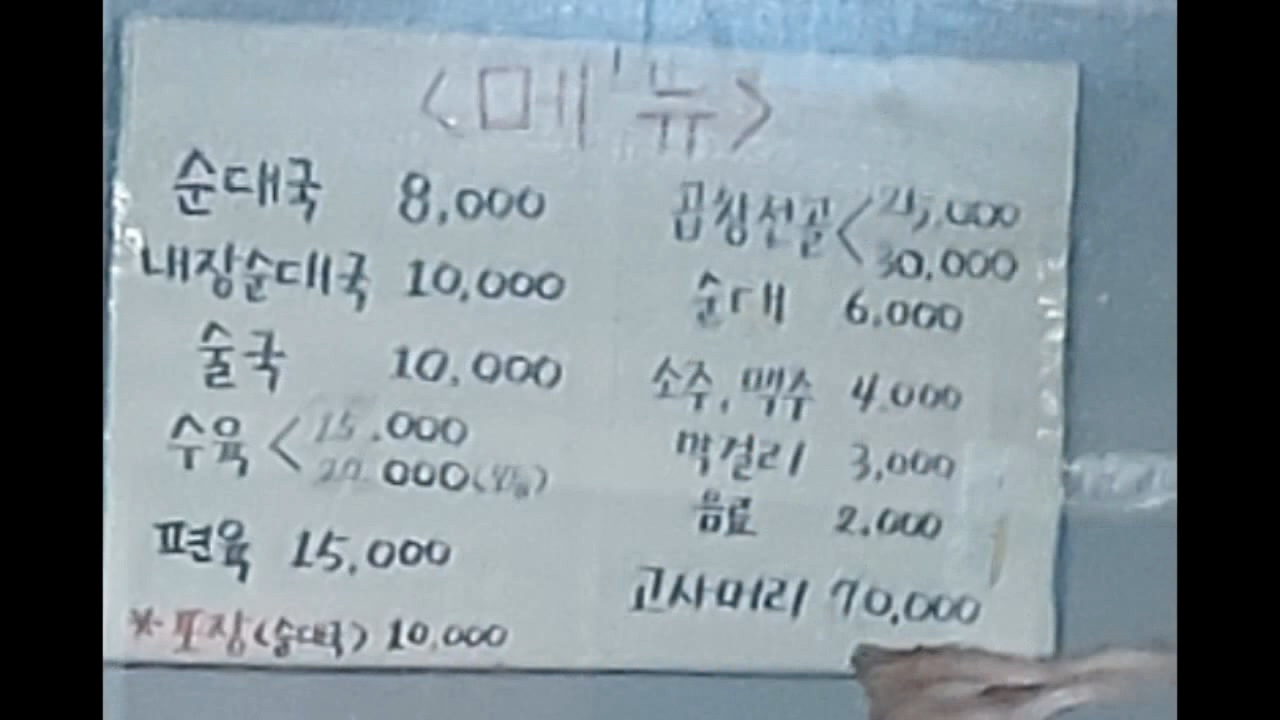 <메뉴>
순대국 8,000
내장순대국 10,000
술국 10,000
수육 < 15.000
20.000
편육 15,000
※포장(순대국) 10,000
곱창전골 < 25,000
30,000
순대 6.000
소주, 맥주 4.000
막걸리 3,000
음료 2.000
고사머리 70,000